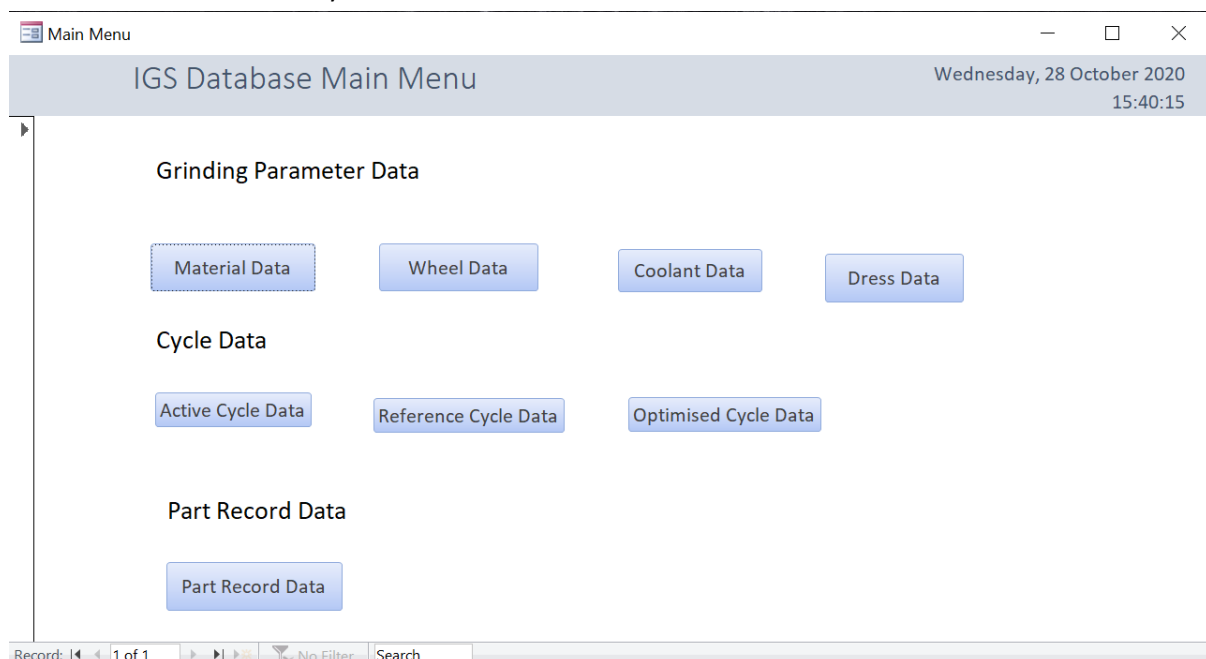 Main Menu
IGS Database Main Menu
Wednesday, 28 October 2020
15:40:15
Grinding Parameter Data
Material Data
Wheel Data
Coolant Data
Dress Data
Cycle Data
Active Cycle Data
Reference Cycle Data
Optimised Cycle Data
Part Record Data
Part Record Data
Record: 1 of 1 No Filter Search